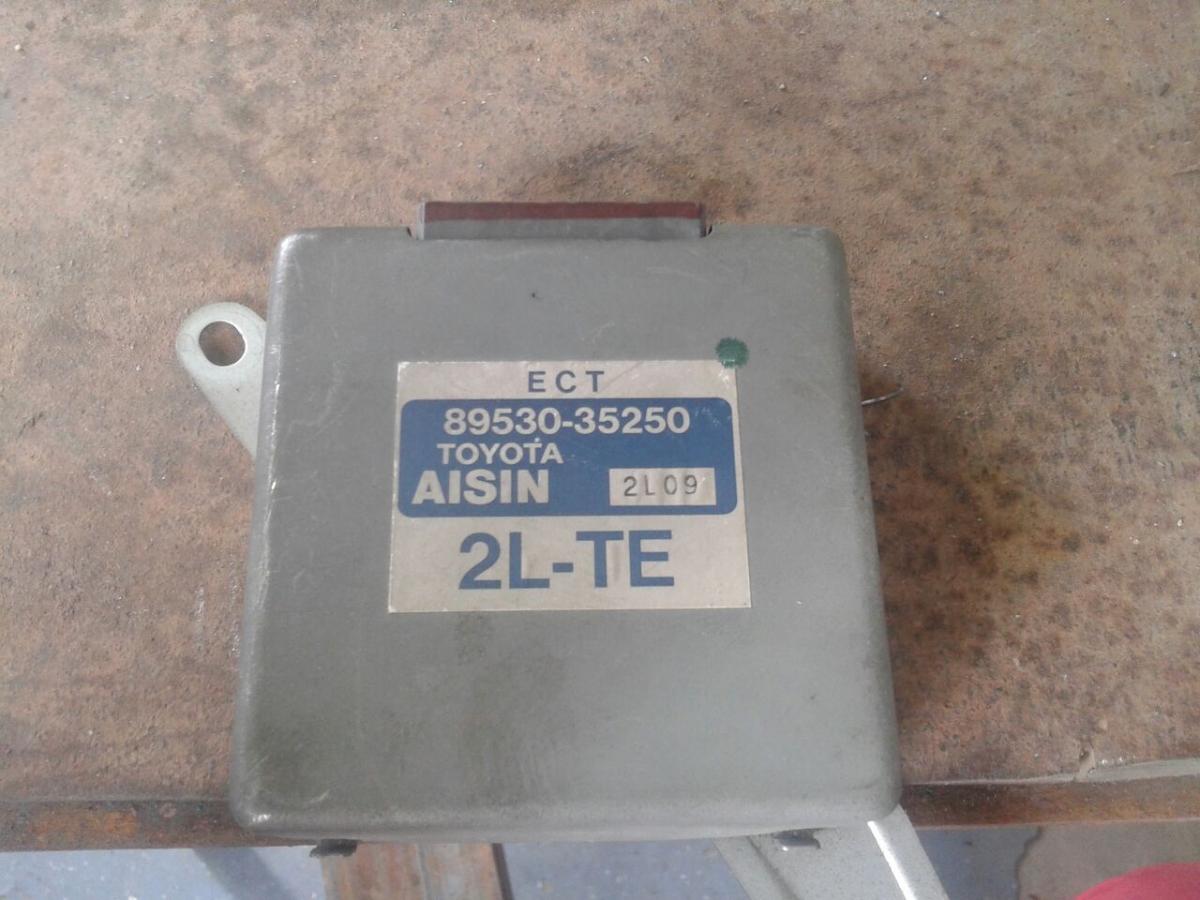 ECT
89530-35250
TOYOTA
AISIN 2L09
2L-TE